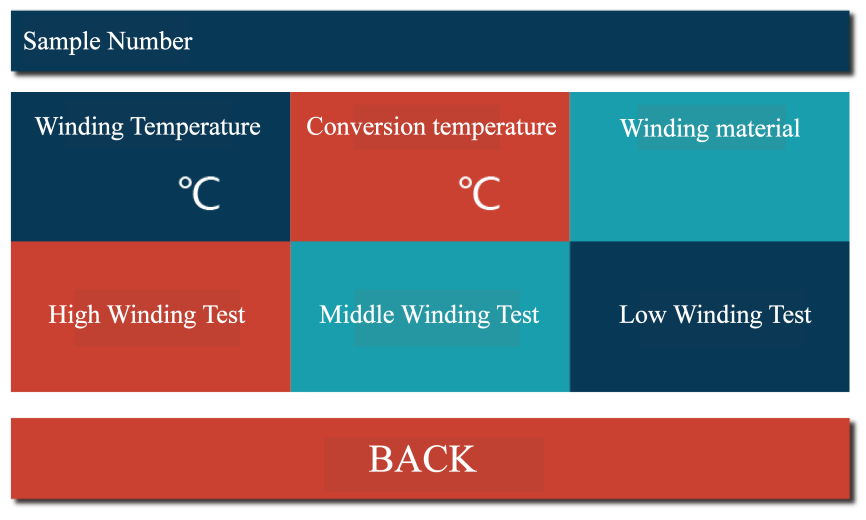 Sample Number
Winding Temperature
Conversion temperature
Winding material
℃
℃
High Winding Test
Middle Winding Test
Low Winding Test
BACK